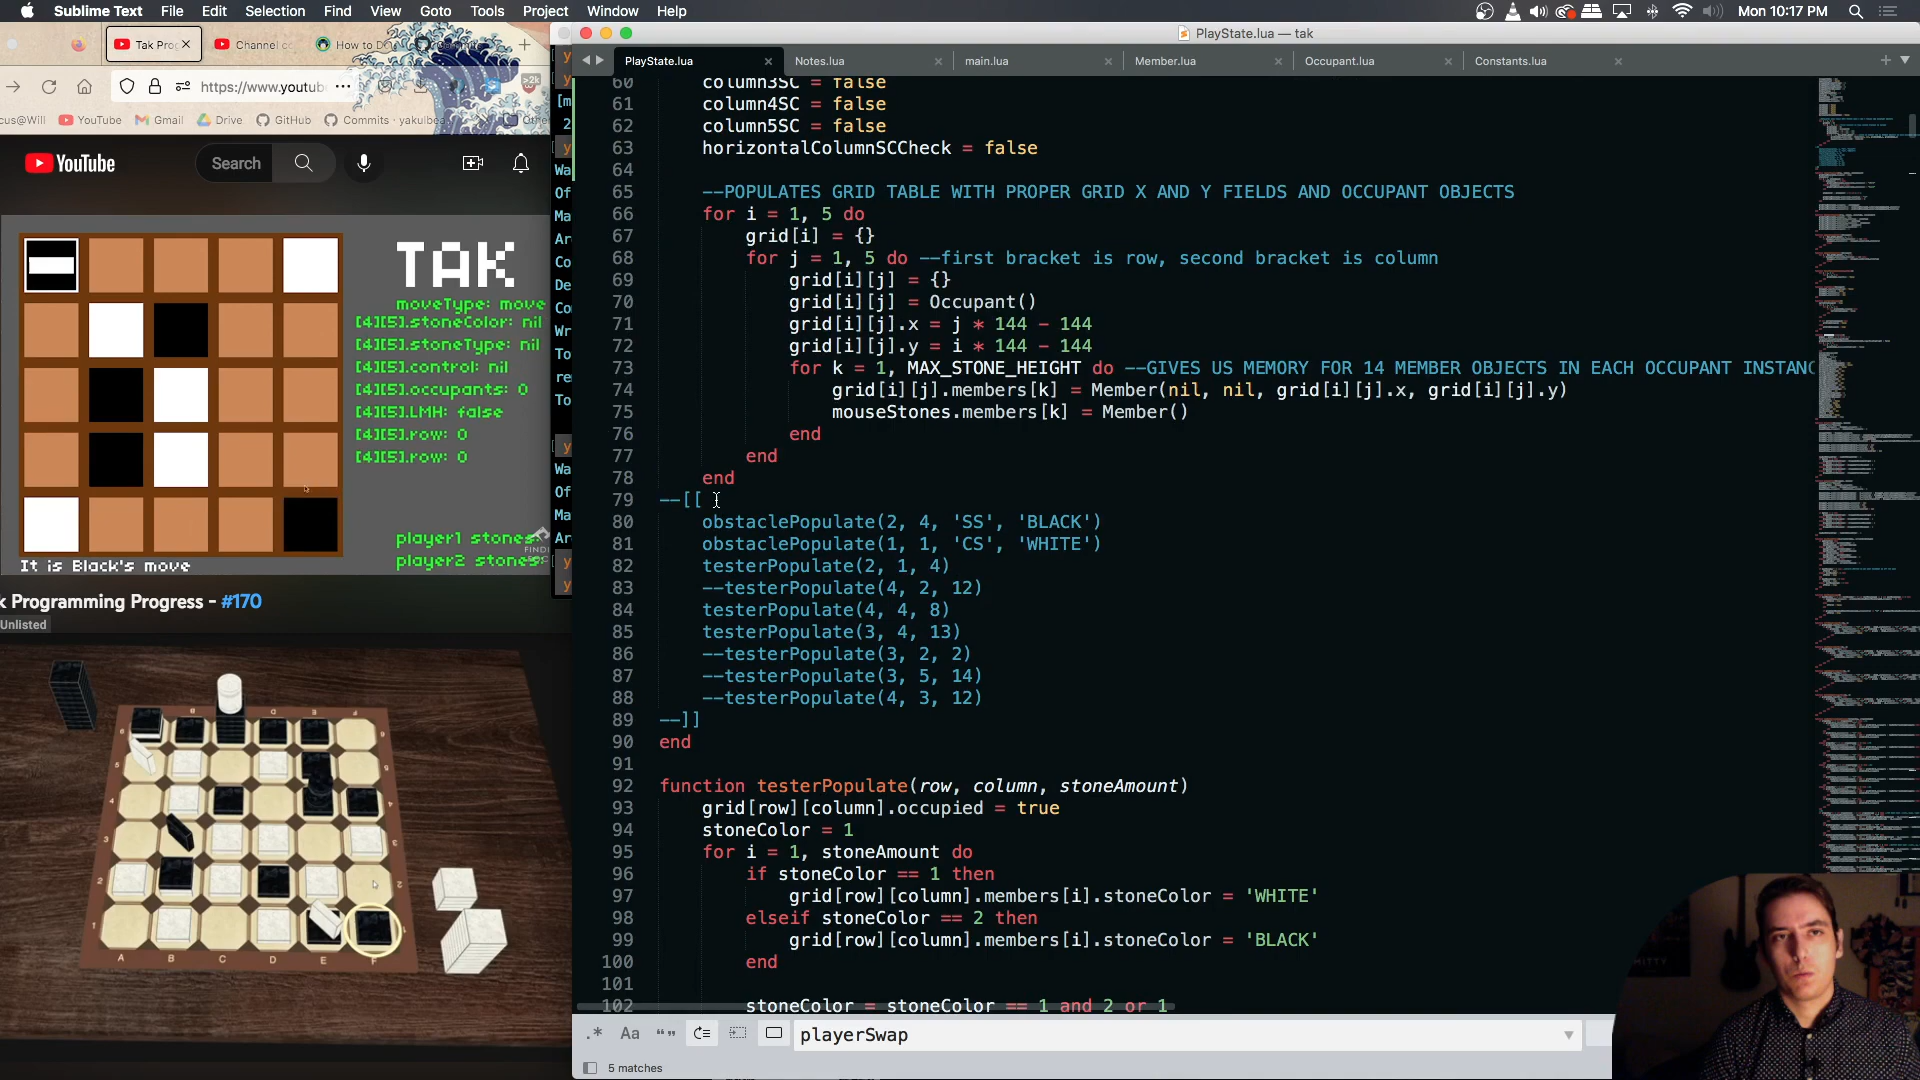 Sublime Text File Edit Selection Find View Goto Tools Project Window Help
Mon 10:17 PM
PlayState.lua — tak
PlayState.lua
Notes.lua
main.lua
Member.lua
Occupant.lua
Constants.lua
60 column3SC = false
61 column4SC = false
62 column5SC = false
63 horizontalColumnSCCheck = false
64
65 --POPULATES GRID TABLE WITH PROPER GRID X AND Y FIELDS AND OCCUPANT OBJECTS
66 for i = 1, 5 do
67 grid[i] = {}
68 for j = 1, 5 do --first bracket is row, second bracket is column
69 grid[i][j] = {}
70 grid[i][j] = Occupant()
71 grid[i][j].x = j * 144 - 144
72 grid[i][j].y = i * 144 - 144
73 for k = 1, MAX_STONE_HEIGHT do --GIVES US MEMORY FOR 14 MEMBER OBJECTS IN EACH OCCUPANT INSTANC
74 grid[i][j].members[k] = Member(nil, nil, grid[i][j].x, grid[i][j].y)
75 mouseStones.members[k] = Member()
76 end
77 end
78 end
79 --[[
80 obstaclePopulate(2, 4, 'SS', 'BLACK')
81 obstaclePopulate(1, 1, 'CS', 'WHITE')
82 testerPopulate(2, 1, 4)
83 --testerPopulate(4, 2, 12)
84 testerPopulate(4, 4, 8)
85 testerPopulate(3, 4, 13)
86 --testerPopulate(3, 2, 2)
87 --testerPopulate(3, 5, 14)
88 --testerPopulate(4, 3, 12)
89 --]]
90 end
91
92 function testerPopulate(row, column, stoneAmount)
93 grid[row][column].occupied = true
94 stoneColor = 1
95 for i = 1, stoneAmount do
96 if stoneColor == 1 then
97 grid[row][column].members[i].stoneColor = 'WHITE'
98 elseif stoneColor == 2 then
99 grid[row][column].members[i].stoneColor = 'BLACK'
100 end
101
102 stoneColor = stoneColor == 1 and 2 or 1
playerSwap
5 matches
Tak Pro
Channel co
How to D
https://www.youtub
cus@Will YouTube Gmail Drive GitHub Commits · yakulbea
YouTube
Search
TAK
moveType: move
[4][5].stoneColor: nil
[4][5].stoneType: nil
[4][5].control: nil
[4][5].occupants: 0
[4][5].LMH: false
[4][5].row: 0
[4][5].row: 0
player1 stones:
player2 stones:
It is Black's move
k Programming Progress - #170
Unlisted
A B C D E F